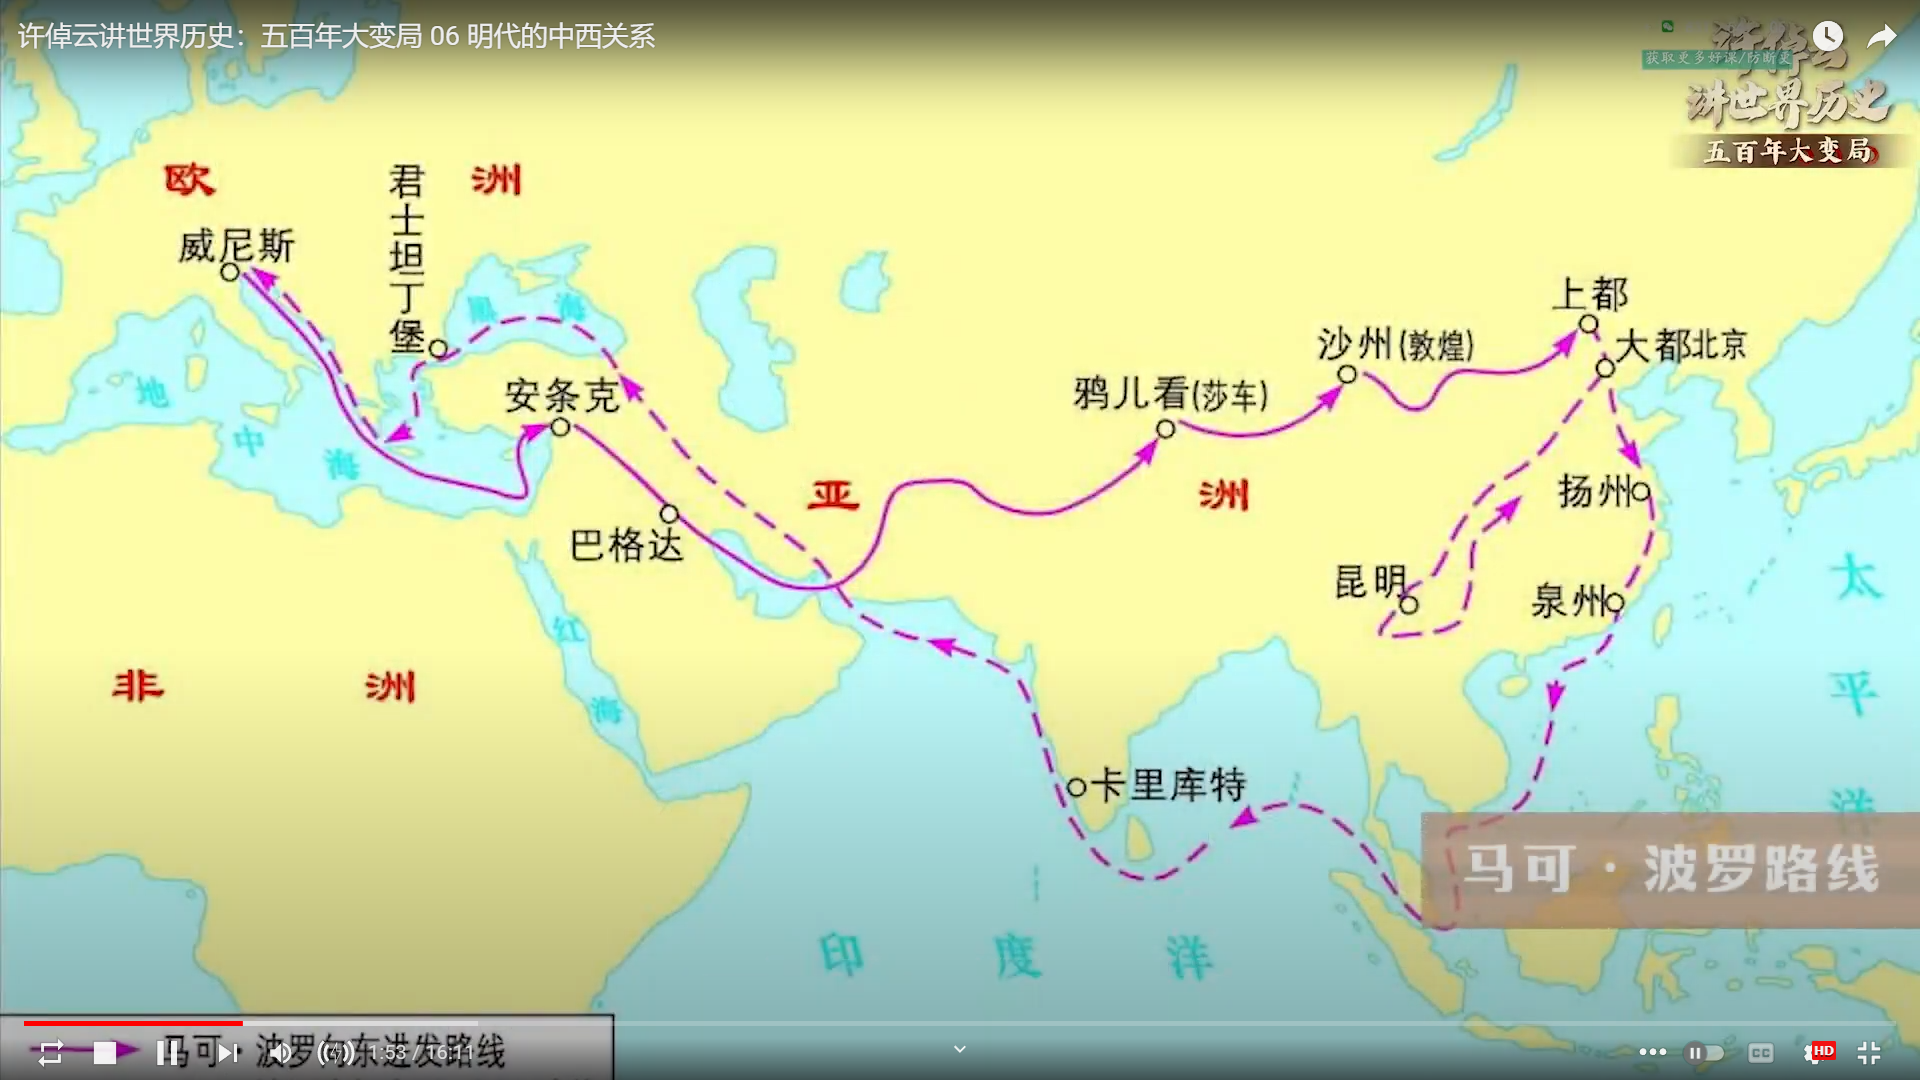 许倬云讲世界历史：五百年大变局 06 明代的中西关系
获取更多好课/防断更
许倬云
讲世界历史
五百年大变局
欧洲
君士坦丁堡
威尼斯
黑海
上都
大都北京
沙州(敦煌)
地中海
安条克
鸦儿看(莎车)
亚洲
扬州
巴格达
昆明
泉州
太平洋
红海
非洲
卡里库特
马可·波罗路线
印度洋
马可·波罗向东进发路线
1:53 / 16:11
CC
HD